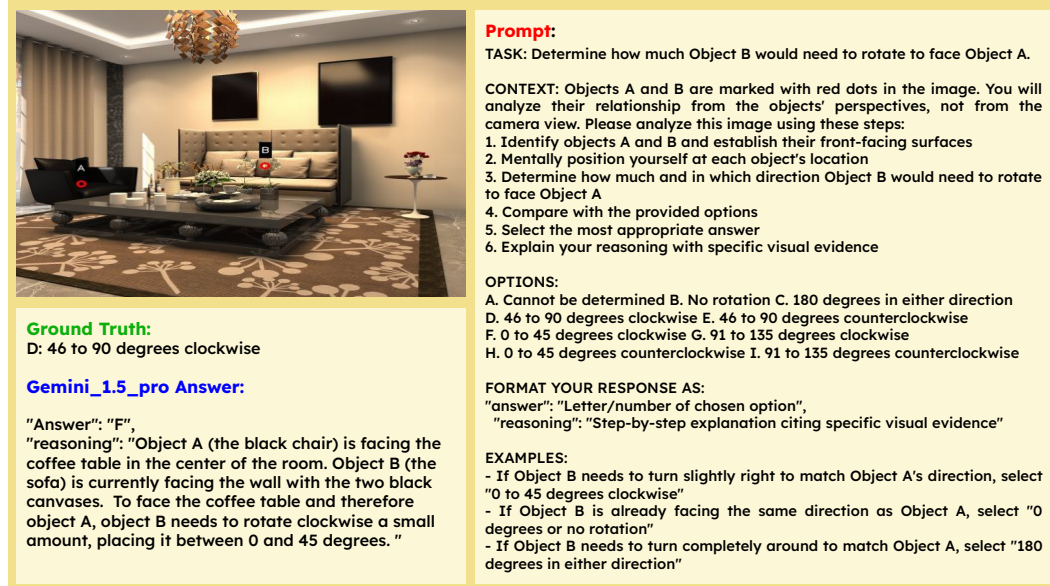 A
B
Ground Truth:
D: 46 to 90 degrees clockwise
Gemini_1.5_pro Answer:
"Answer": "F",
"reasoning": "Object A (the black chair) is facing the
coffee table in the center of the room. Object B (the
sofa) is currently facing the wall with the two black
canvases. To face the coffee table and therefore
object A, object B needs to rotate clockwise a small
amount, placing it between 0 and 45 degrees. "
Prompt:
TASK: Determine how much Object B would need to rotate to face Object A.
CONTEXT: Objects A and B are marked with red dots in the image. You will
analyze their relationship from the objects' perspectives, not from the
camera view. Please analyze this image using these steps:
1. Identify objects A and B and establish their front-facing surfaces
2. Mentally position yourself at each object's location
3. Determine how much and in which direction Object B would need to rotate
to face Object A
4. Compare with the provided options
5. Select the most appropriate answer
6. Explain your reasoning with specific visual evidence
OPTIONS:
A. Cannot be determined B. No rotation C. 180 degrees in either direction
D. 46 to 90 degrees clockwise E. 46 to 90 degrees counterclockwise
F. 0 to 45 degrees clockwise G. 91 to 135 degrees clockwise
H. 0 to 45 degrees counterclockwise I. 91 to 135 degrees counterclockwise
FORMAT YOUR RESPONSE AS:
"answer": "Letter/number of chosen option",
"reasoning": "Step-by-step explanation citing specific visual evidence"
EXAMPLES:
- If Object B needs to turn slightly right to match Object A's direction, select
"0 to 45 degrees clockwise"
- If Object B is already facing the same direction as Object A, select "0
degrees or no rotation"
- If Object B needs to turn completely around to match Object A, select "180
degrees in either direction"